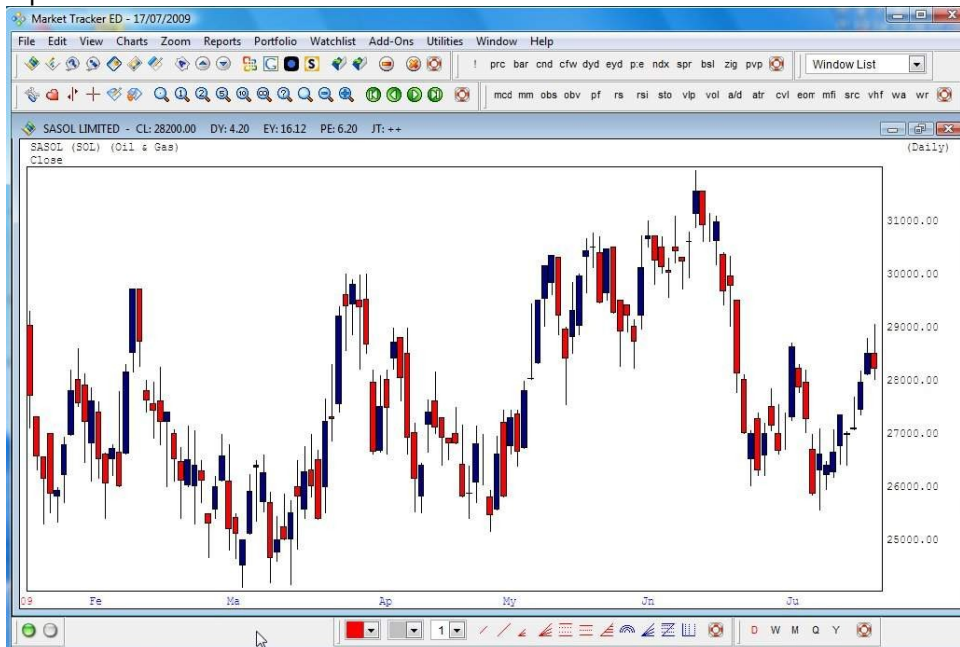 Market Tracker ED - 17/07/2009
File Edit View Charts Zoom Reports Portfolio Watchlist Add-Ons Utilities Window Help
! prc bar cnd cfw dyd eyd p:e ndx spr bsl zig pvp Window List
mcd mm obs obv pf rs rsi sto vlp vol a/d atr cvl eom mfi src vhf wa wr
SASOL LIMITED - CL: 28200.00 DY: 4.20 EY: 16.12 PE: 6.20 JT: ++
SASOL (SOL) (Oil & Gas) (Daily)
Close
31000.00
30000.00
29000.00
28000.00
27000.00
26000.00
25000.00
09 Fe Ma Ap My Jn Ju
1 D W M Q Y